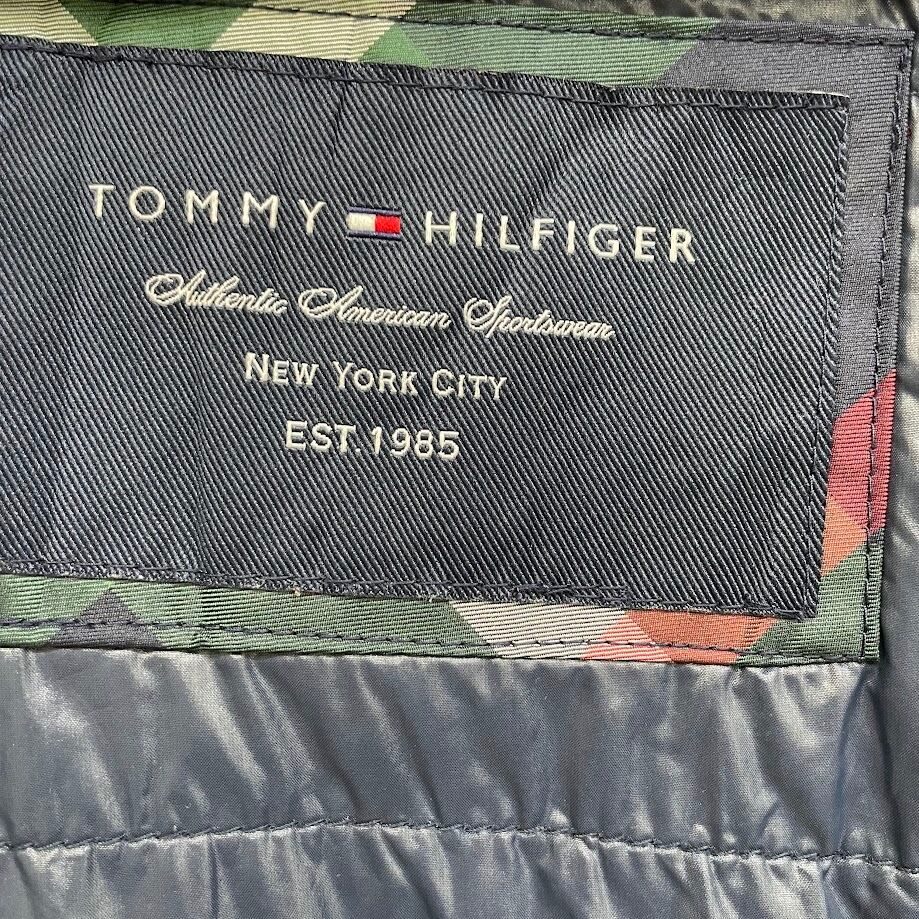 TOMMY HILFIGER
Authentic American Sportswear
NEW YORK CITY
EST.1985